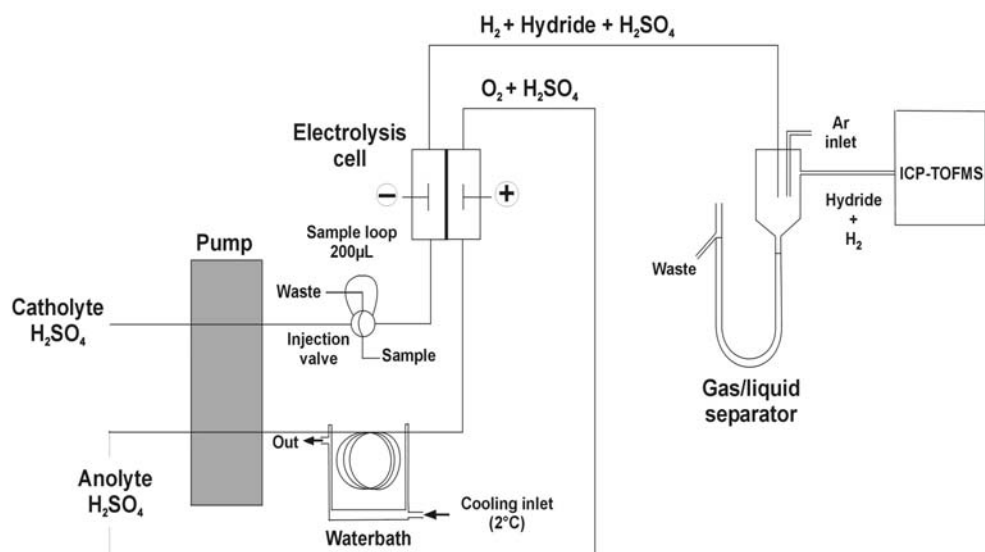 H₂ + Hydride + H₂SO₄
O₂ + H₂SO₄
Electrolysis
cell
−
+
Ar
inlet
ICP-TOFMS
Hydride
+
H₂
Sample loop
200µL
Pump
Waste
Waste
Catholyte
H₂SO₄
Injection
valve
Sample
Gas/liquid
separator
Out
Anolyte
H₂SO₄
Cooling inlet
(2°C)
Waterbath